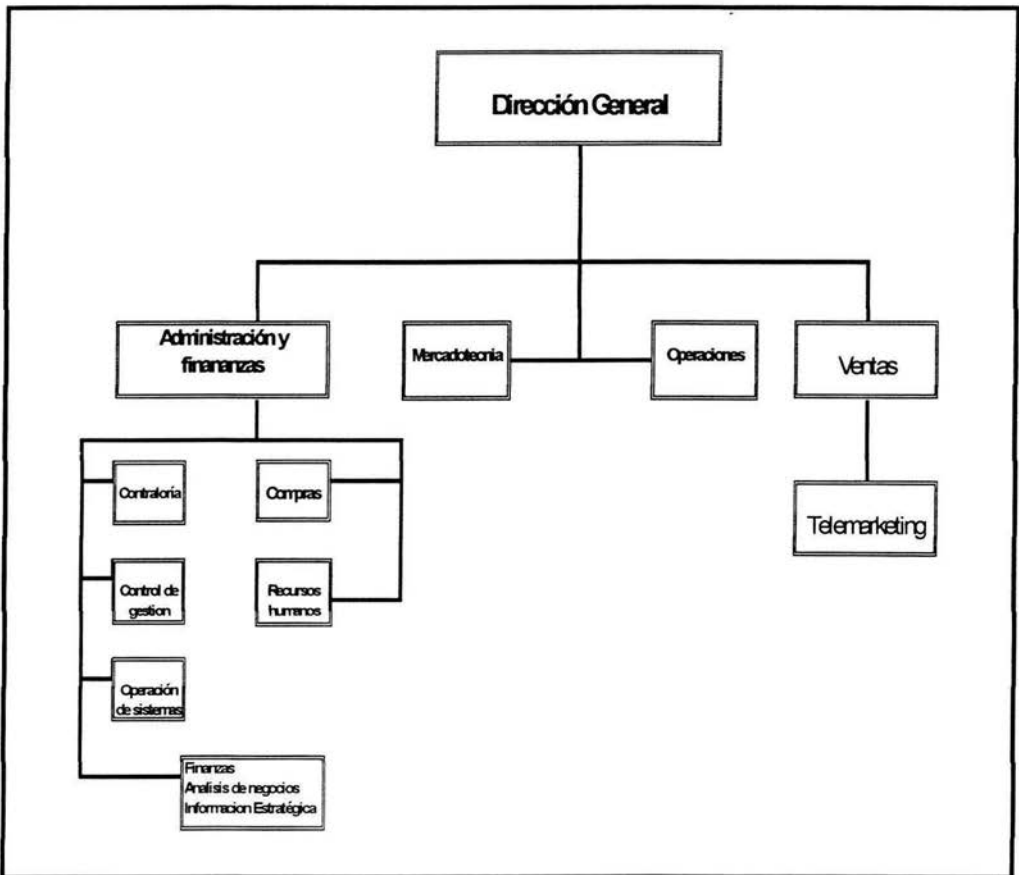 Dirección General
Administración y
finananzas
Mercadotecnia
Operaciones
Ventas
Contraloría
Compras
Telemarketing
Control de
gestion
Recursos
humanos
Operación
de sistemas
Finanzas
Analisis de negocios
Informacion Estratégica